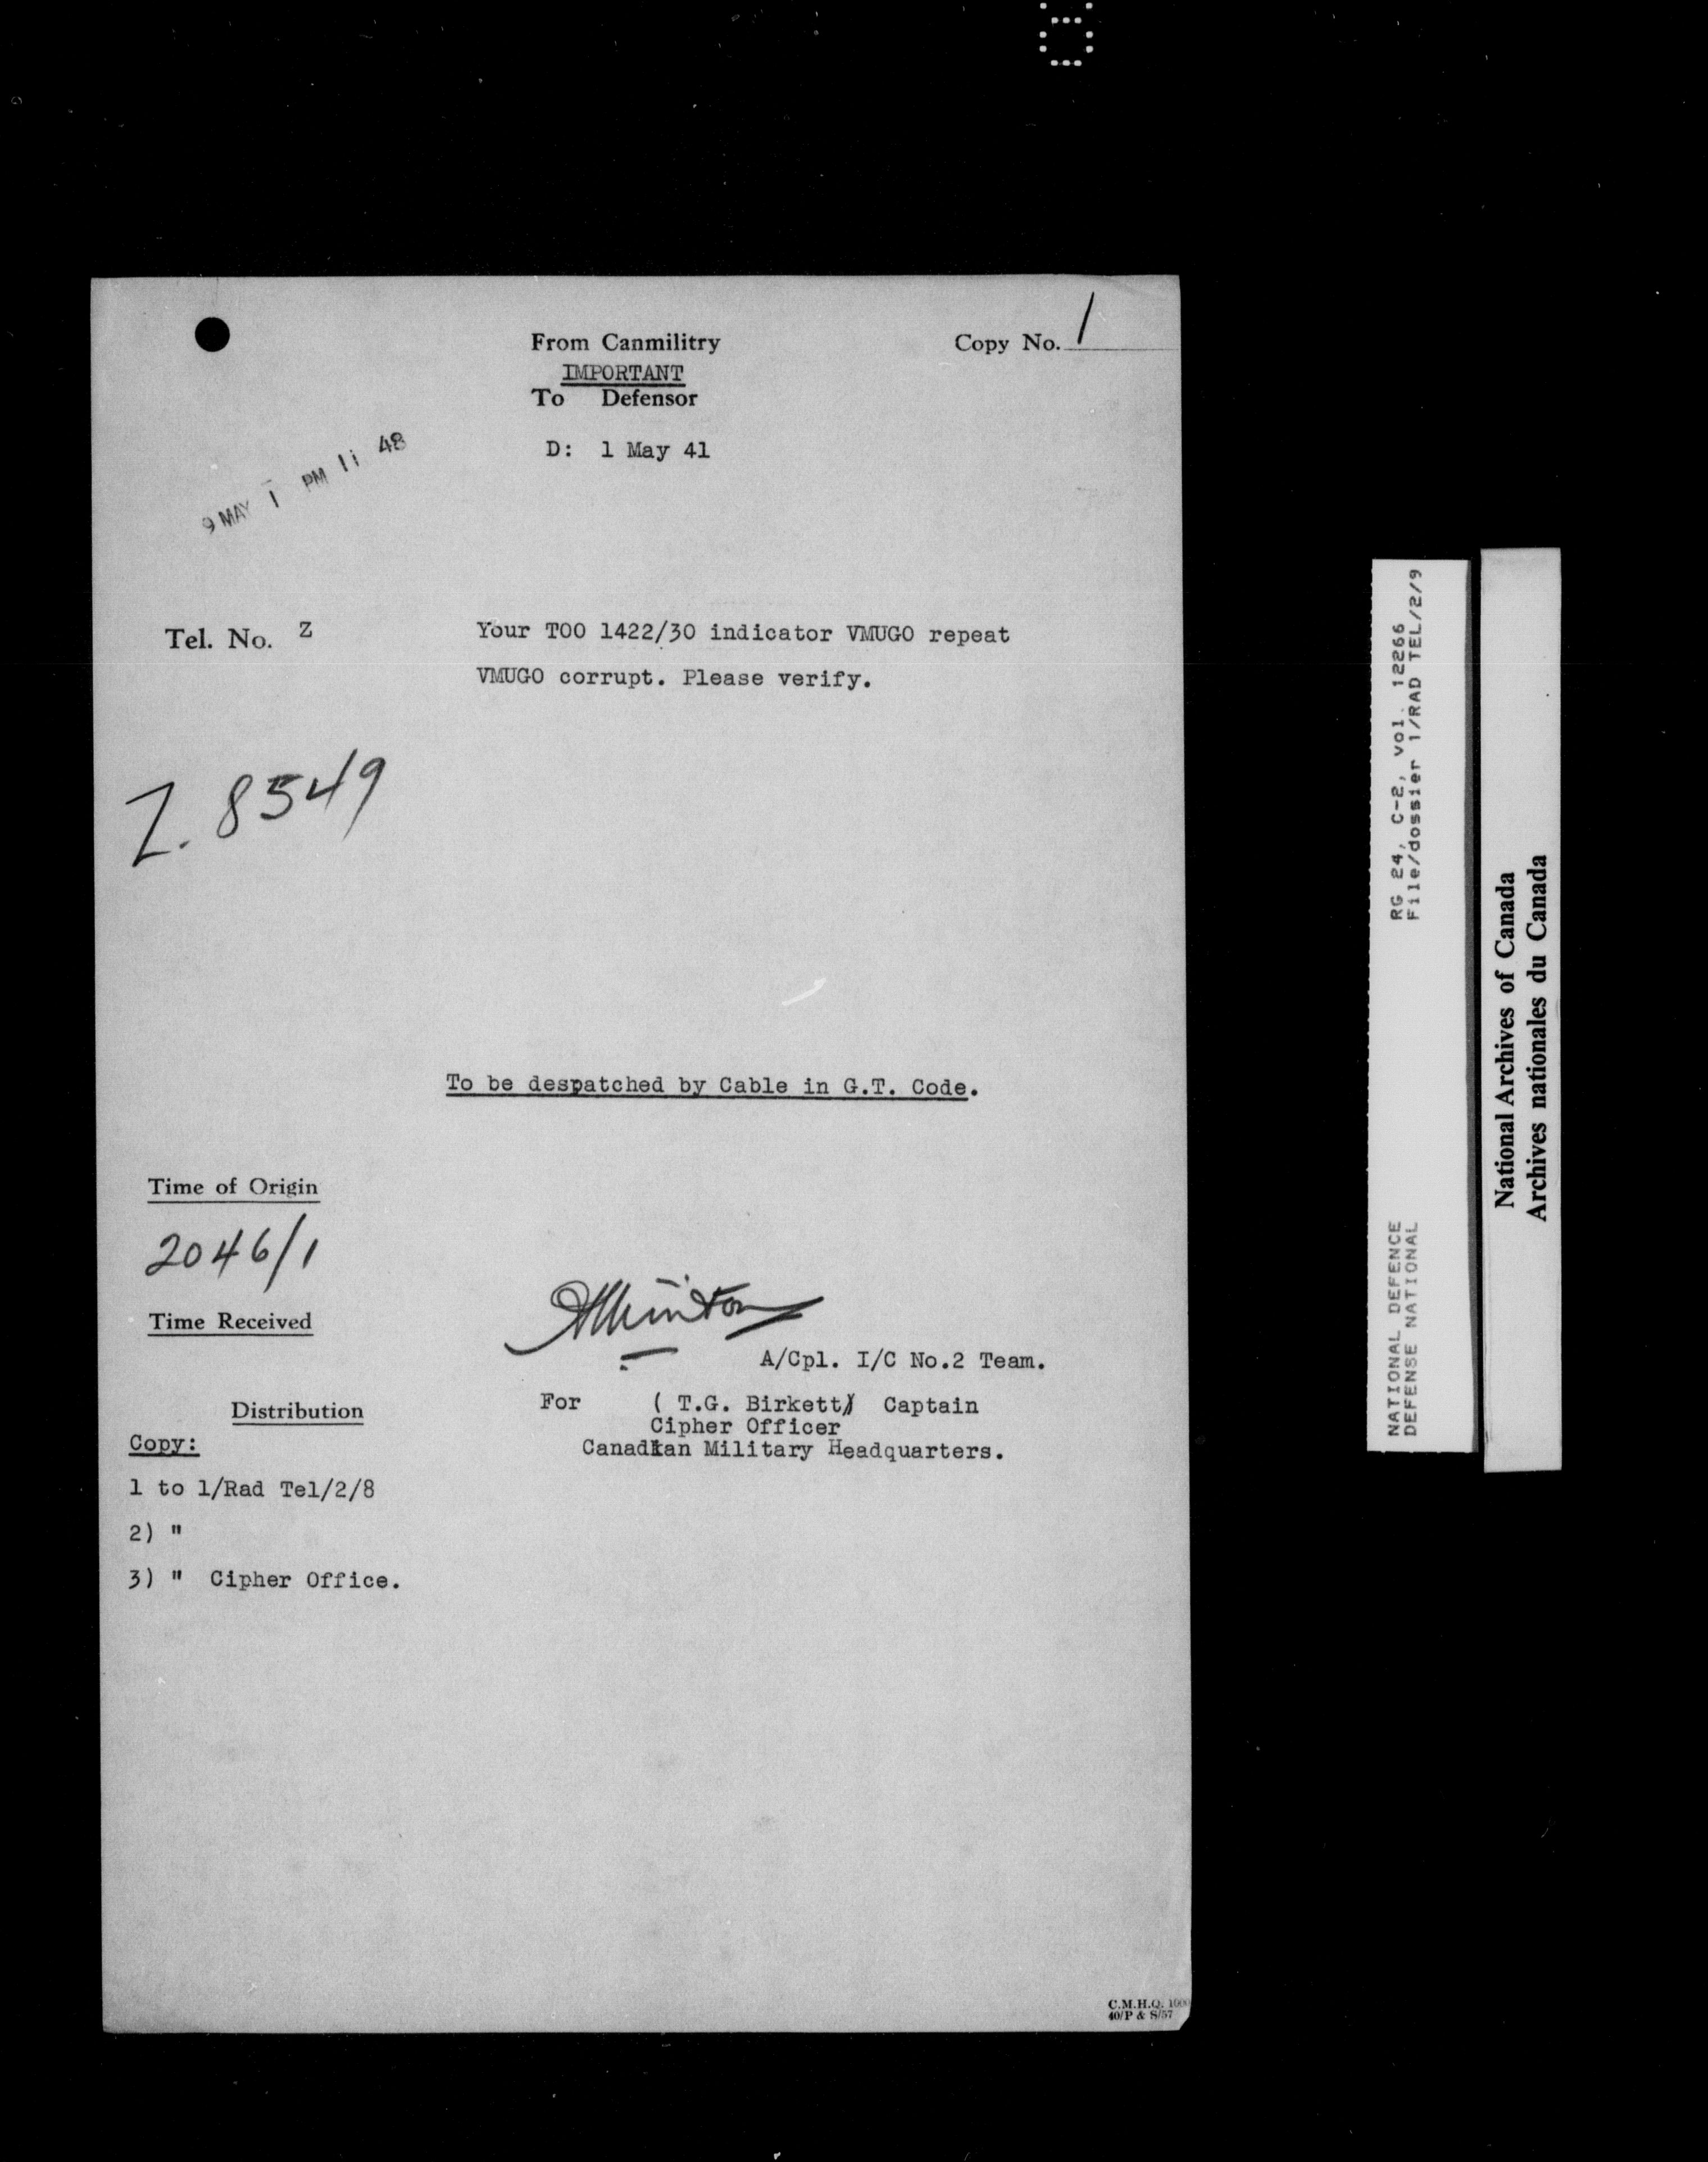 From Canmilitry
Copy No. 1
IMPORTANT
To Defensor
D: 1 May 41
9 MAY 1 PM 11 48
Tel. No. Z
Your TOO 1422/30 indicator VMUGO repeat
VMUGO corrupt. Please verify.
Z. 8549
To be despatched by Cable in G.T. Code.
Time of Origin
2046/1
Time Received
A/Cpl. I/C No.2 Team.
For ( T.G. Birkett) Captain
Cipher Officer
Canadian Military Headquarters.
Distribution
Copy:
1 to 1/Rad Tel/2/8
2) "
3) " Cipher Office.
C.M.H.Q. 1000
40/P & S/57
RG 24, C-2, vol. 12266
File/dossier 1/RAD TEL/2/9
NATIONAL DEFENCE
DEFENSE NATIONAL
National Archives of Canada
Archives nationales du Canada